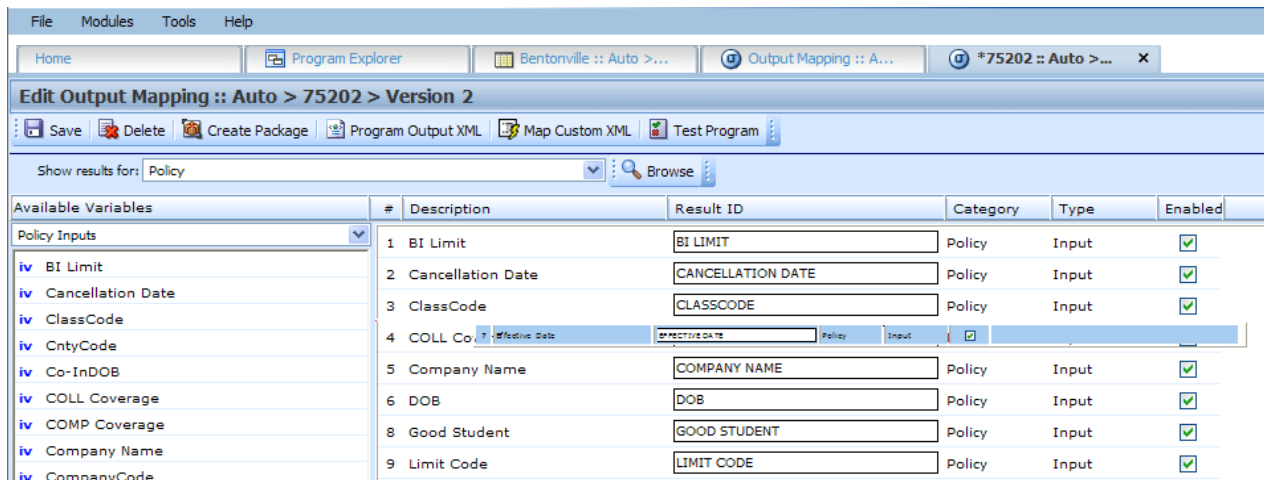 File Modules Tools Help
Home Program Explorer Bentonville :: Auto >... Output Mapping :: A... *75202 :: Auto >... x
Edit Output Mapping :: Auto > 75202 > Version 2
Save Delete Create Package Program Output XML Map Custom XML Test Program
Show results for: Policy Browse
Available Variables # Description Result ID Category Type Enabled
Policy Inputs
iv BI Limit
iv Cancellation Date
iv ClassCode
iv CntyCode
iv Co-InDOB
iv COLL Coverage
iv COMP Coverage
iv Company Name
iv CompanyCode
1 BI Limit BI LIMIT Policy Input
2 Cancellation Date CANCELLATION DATE Policy Input
3 ClassCode CLASSCODE Policy Input
4 COLL Co
7 Effective Date EFFECTIVE DATE Policy Input
5 Company Name COMPANY NAME Policy Input
6 DOB DOB Policy Input
8 Good Student GOOD STUDENT Policy Input
9 Limit Code LIMIT CODE Policy Input